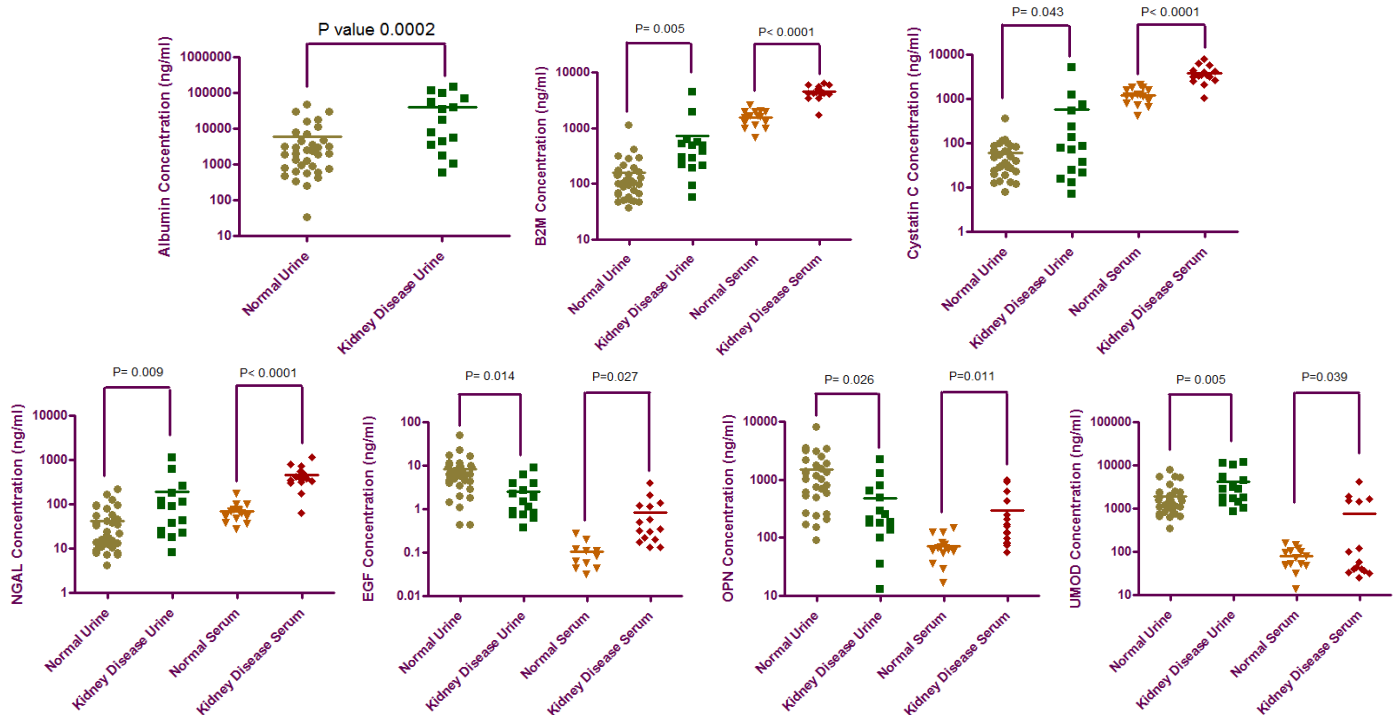 P value 0.0002
Albumin Concentration (ng/ml)
1000000
100000
10000
1000
100
10
Normal Urine
Kidney Disease Urine
P= 0.005
P< 0.0001
B2M Concentration (ng/ml)
10000
1000
100
10
Normal Urine
Kidney Disease Urine
Normal Serum
Kidney Disease Serum
P= 0.043
P< 0.0001
Cystatin C Concentration (ng/ml)
10000
1000
100
10
1
Normal Urine
Kidney Disease Urine
Normal Serum
Kidney Disease Serum
P= 0.009
P< 0.0001
NGAL Concentration (ng/ml)
10000
1000
100
10
1
Normal Urine
Kidney Disease Urine
Normal Serum
Kidney Disease Serum
P= 0.014
P=0.027
EGF Concentration (ng/ml)
100
10
1
0.1
0.01
Normal Urine
Kidney Disease Urine
Normal Serum
Kidney Disease Serum
P= 0.026
P=0.011
OPN Concentration (ng/ml)
10000
1000
100
10
Normal Urine
Kidney Disease Urine
Normal Serum
Kidney Disease Serum
P= 0.005
P=0.039
UMOD Concentration (ng/ml)
100000
10000
1000
100
10
Normal Urine
Kidney Disease Urine
Normal Serum
Kidney Disease Serum